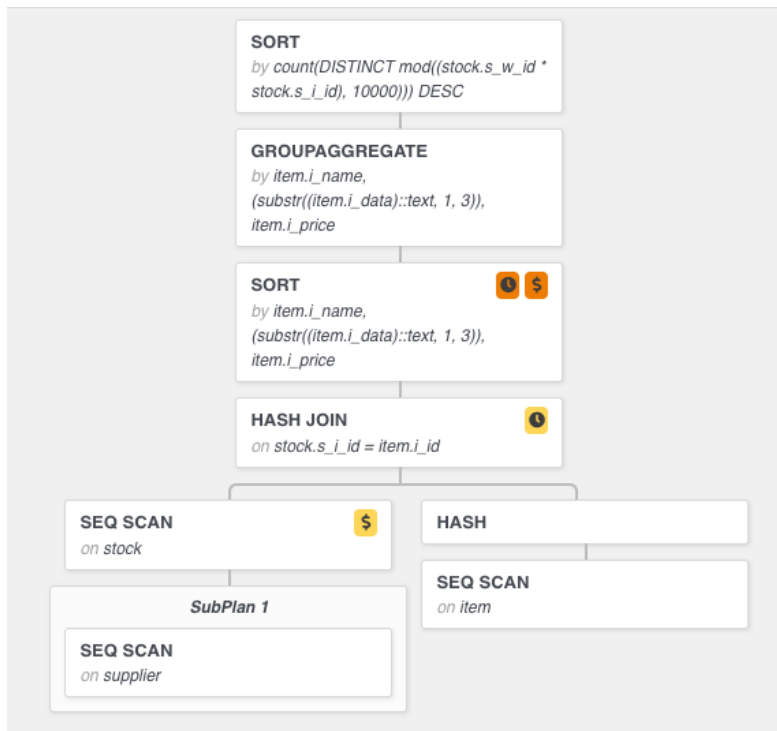 SORT
by count(DISTINCT mod((stock.s_w_id *
stock.s_i_id), 10000))) DESC
GROUPAGGREGATE
by item.i_name,
(substr((item.i_data)::text, 1, 3)),
item.i_price
SORT
$
by item.i_name,
(substr((item.i_data)::text, 1, 3)),
item.i_price
HASH JOIN
on stock.s_i_id = item.i_id
SEQ SCAN
$
on stock
HASH
SEQ SCAN
on item
SubPlan 1
SEQ SCAN
on supplier